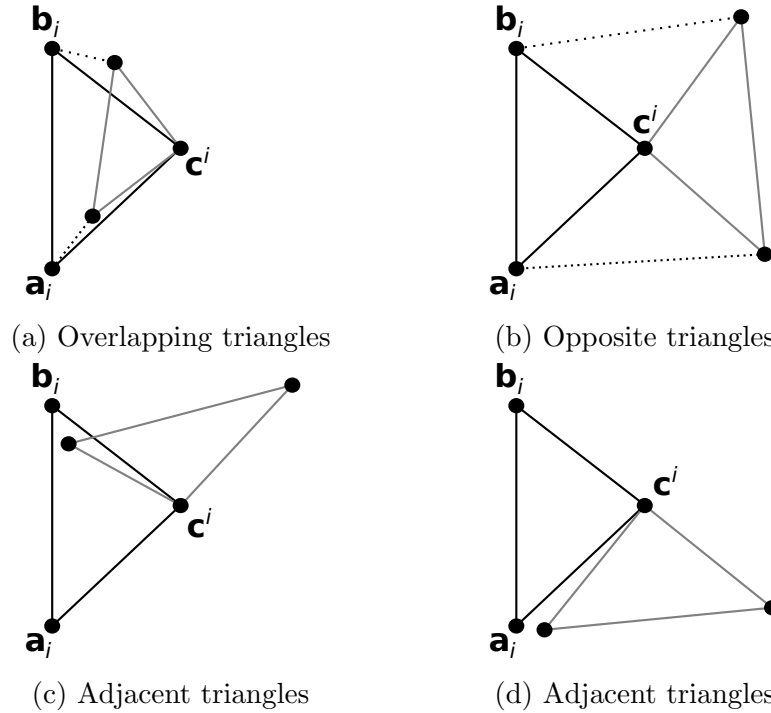 b_i b_i
c^i c^i
a_i a_i
(a) Overlapping triangles (b) Opposite triangles
b_i b_i
c^i c^i
a_i a_i
(c) Adjacent triangles (d) Adjacent triangles